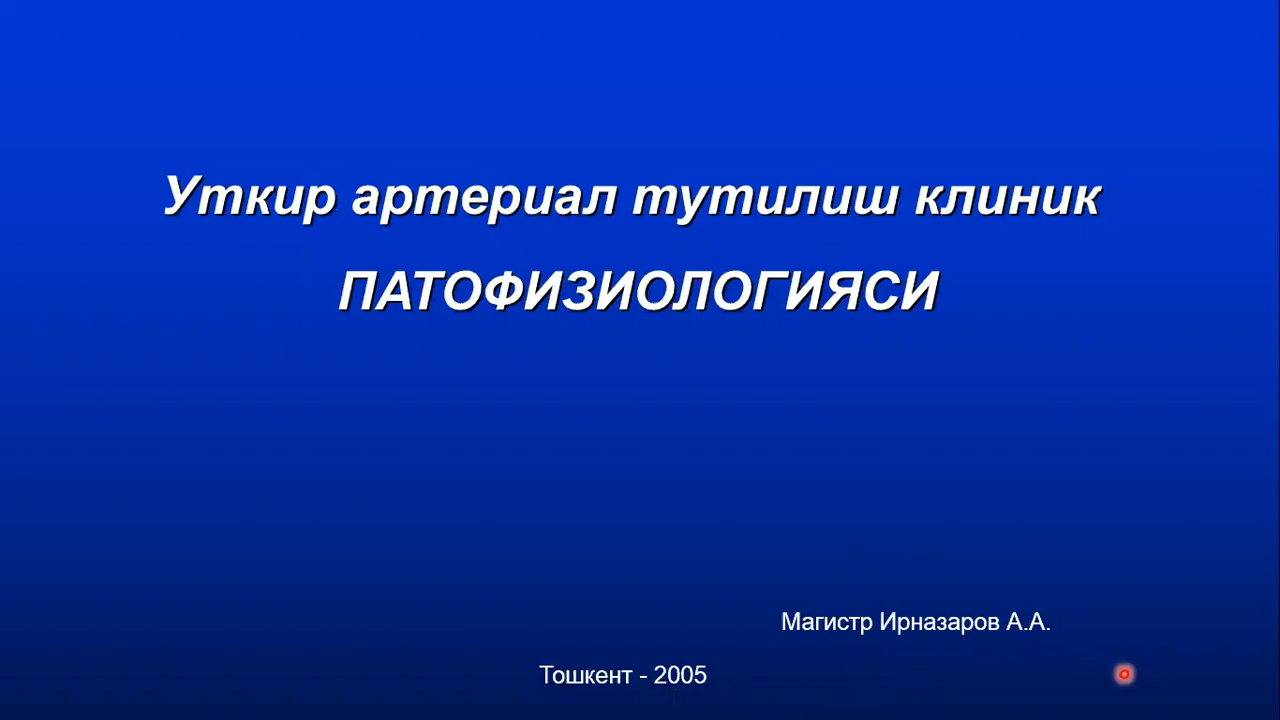 Уткир артериал тутилиш клиник
ПАТОФИЗИОЛОГИЯСИ
Магистр Ирназаров А.А.
Тошкент - 2005